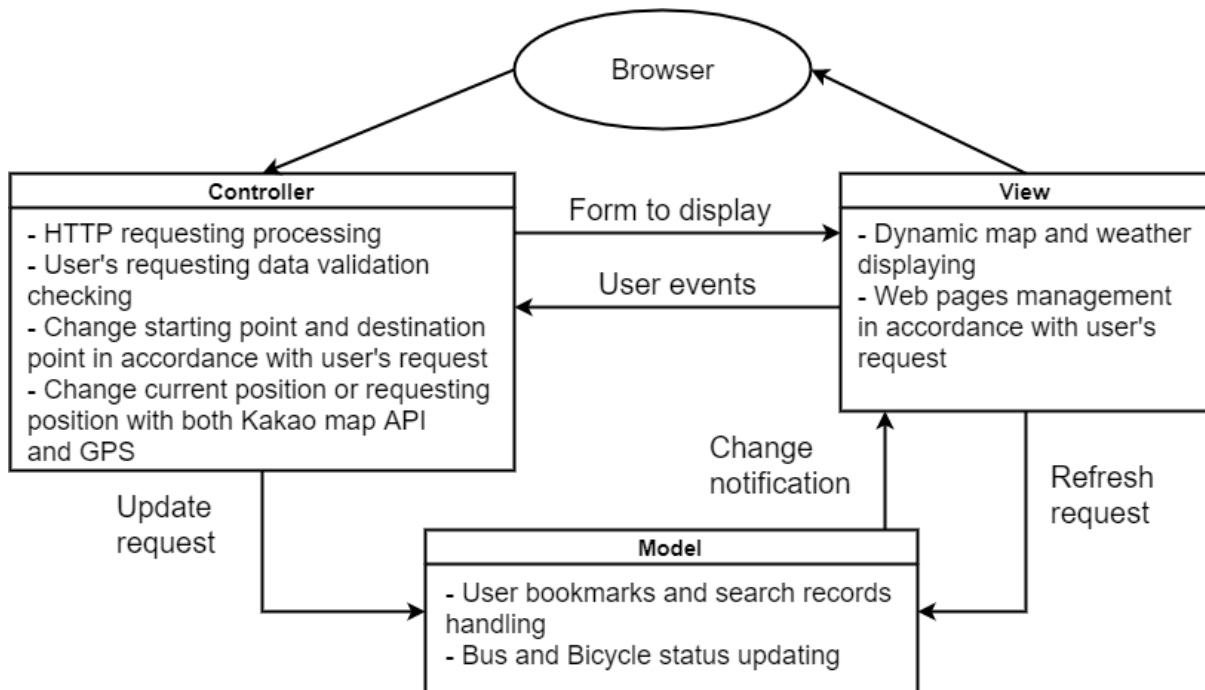 Browser
Controller
- HTTP requesting processing
- User's requesting data validation
checking
- Change starting point and destination
point in accordance with user's request
- Change current position or requesting
position with both Kakao map API
and GPS
Form to display
User events
View
- Dynamic map and weather
displaying
- Web pages management
in accordance with user's
request
Update
request
Change
notification
Refresh
request
Model
- User bookmarks and search records
handling
- Bus and Bicycle status updating